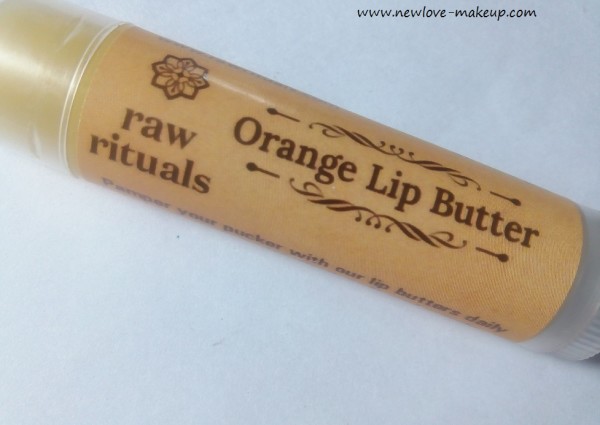 www.newlove-makeup.com
raw
rituals
Orange Lip Butter
Pamper your pucker with our lip butters daily